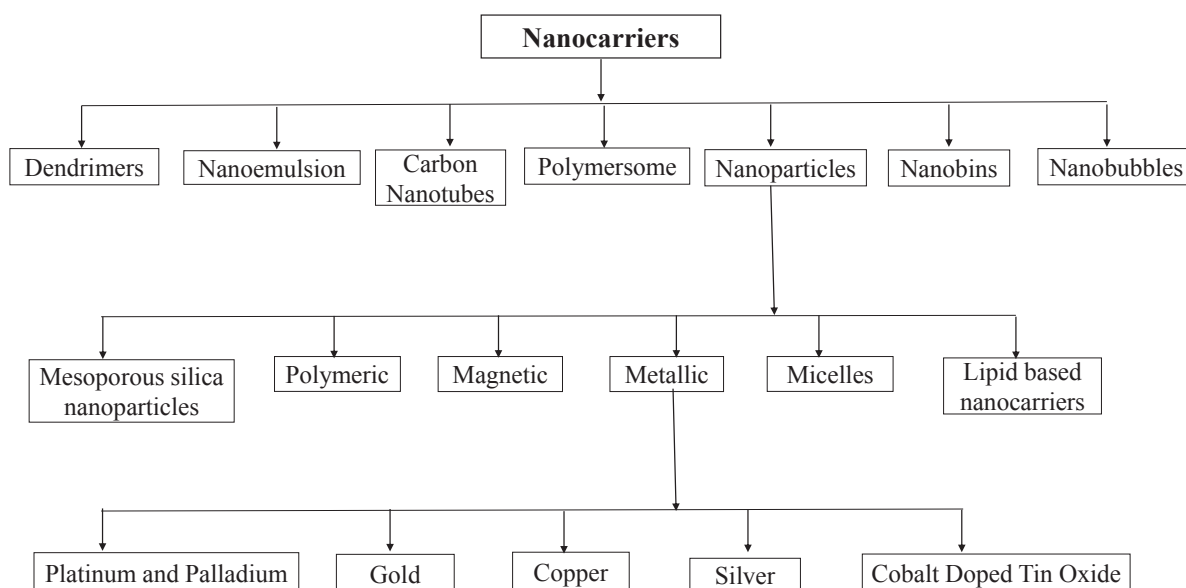 Nanocarriers
Dendrimers
Nanoemulsion
Carbon
Nanotubes
Polymersome
Nanoparticles
Nanobins
Nanobubbles
Mesoporous silica
nanoparticles
Polymeric
Magnetic
Metallic
Micelles
Lipid based
nanocarriers
Platinum and Palladium
Gold
Copper
Silver
Cobalt Doped Tin Oxide